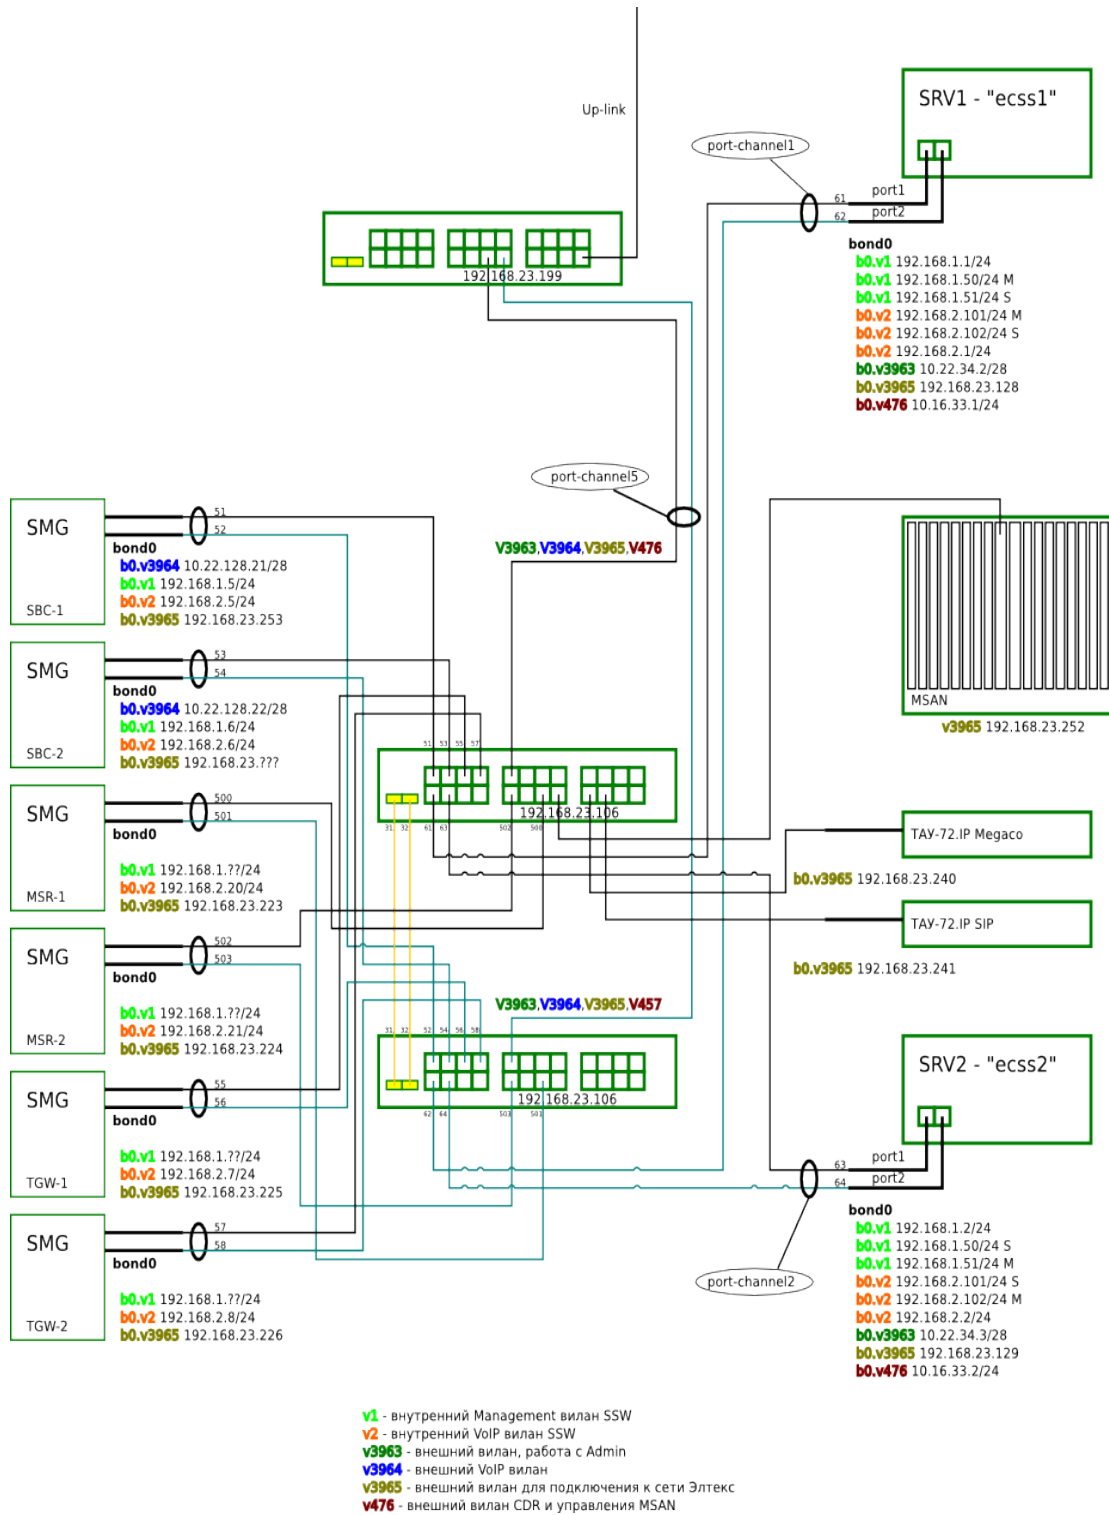 Up-link
SRV1 - "ecss1"
port-channel1
61
port1
62
port2
192.168.23.199
bond0
b0.v1 192.168.1.1/24
b0.v1 192.168.1.50/24 M
b0.v1 192.168.1.51/24 S
b0.v2 192.168.2.101/24 M
b0.v2 192.168.2.102/24 S
b0.v2 192.168.2.1/24
b0.v3963 10.22.34.2/28
b0.v3965 192.168.23.128
b0.v476 10.16.33.1/24
port-channel5
V3963,V3964,V3965,V476
SMG
SBC-1
51
52
bond0
b0.v3964 10.22.128.21/28
b0.v1 192.168.1.5/24
b0.v2 192.168.2.5/24
b0.v3965 192.168.23.253
MSAN
v3965 192.168.23.252
SMG
SBC-2
53
54
bond0
b0.v3964 10.22.128.22/28
b0.v1 192.168.1.6/24
b0.v2 192.168.2.6/24
b0.v3965 192.168.23.???
51 53 55 57
192.168.23.106
31 32 61 63 502 500
SMG
MSR-1
500
501
bond0
b0.v1 192.168.1.??/24
b0.v2 192.168.2.20/24
b0.v3965 192.168.23.223
ТАУ-72.IP Megaco
b0.v3965 192.168.23.240
ТАУ-72.IP SIP
b0.v3965 192.168.23.241
SMG
MSR-2
502
503
bond0
b0.v1 192.168.1.??/24
b0.v2 192.168.2.21/24
b0.v3965 192.168.23.224
V3963,V3964,V3965,V457
31 32 52 54 56 58
192.168.23.106
62 64 503 501
SMG
TGW-1
55
56
bond0
b0.v1 192.168.1.??/24
b0.v2 192.168.2.7/24
b0.v3965 192.168.23.225
SRV2 - "ecss2"
63
port1
64
port2
port-channel2
SMG
TGW-2
57
58
bond0
b0.v1 192.168.1.??/24
b0.v2 192.168.2.8/24
b0.v3965 192.168.23.226
bond0
b0.v1 192.168.1.2/24
b0.v1 192.168.1.50/24 S
b0.v1 192.168.1.51/24 M
b0.v2 192.168.2.101/24 S
b0.v2 192.168.2.102/24 M
b0.v2 192.168.2.2/24
b0.v3963 10.22.34.3/28
b0.v3965 192.168.23.129
b0.v476 10.16.33.2/24
v1 - внутренний Management вилан SSW
v2 - внутренний VoIP вилан SSW
v3963 - внешний вилан, работа с Admin
v3964 - внешний VoIP вилан
v3965 - внешний вилан для подключения к сети Элтекс
v476 - внешний вилан CDR и управления MSAN